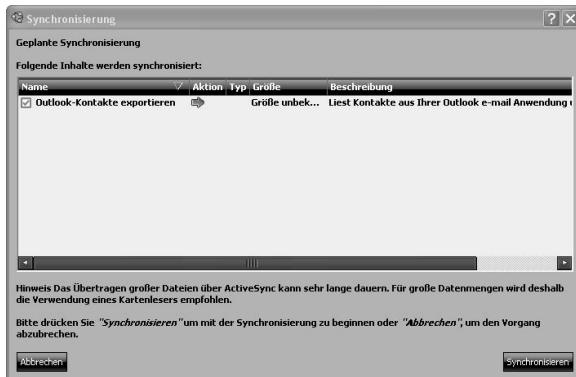 Synchronisierung
Geplante Synchronisierung
Folgende Inhalte werden synchronisiert:
Name Aktion Typ Größe Beschreibung
Outlook-Kontakte exportieren Größe unbek... Liest Kontakte aus Ihrer Outlook e-mail Anwendung u
Hinweis Das Übertragen großer Dateien über ActiveSync kann sehr lange dauern. Für große Datenmengen wird deshalb
die Verwendung eines Kartenlesers empfohlen.
Bitte drücken Sie "Synchronisieren" um mit der Synchronisierung zu beginnen oder "Abbrechen", um den Vorgang
abzubrechen.
Abbrechen Synchronisieren